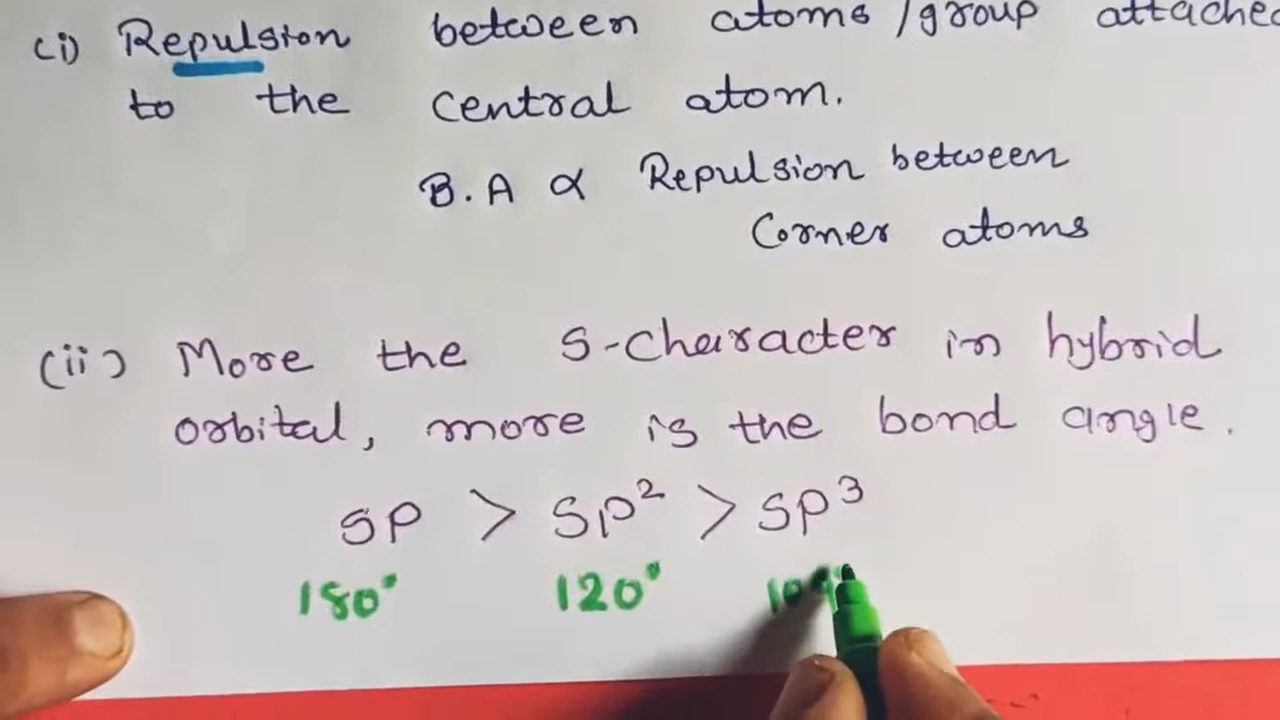 (i) Repulsion between atoms/group attached
to the central atom.
B.A ∝ Repulsion between
Corner atoms
(ii) More the S-character in hybrid
orbital, more is the bond angle.
SP > SP² > SP³
180° 120°